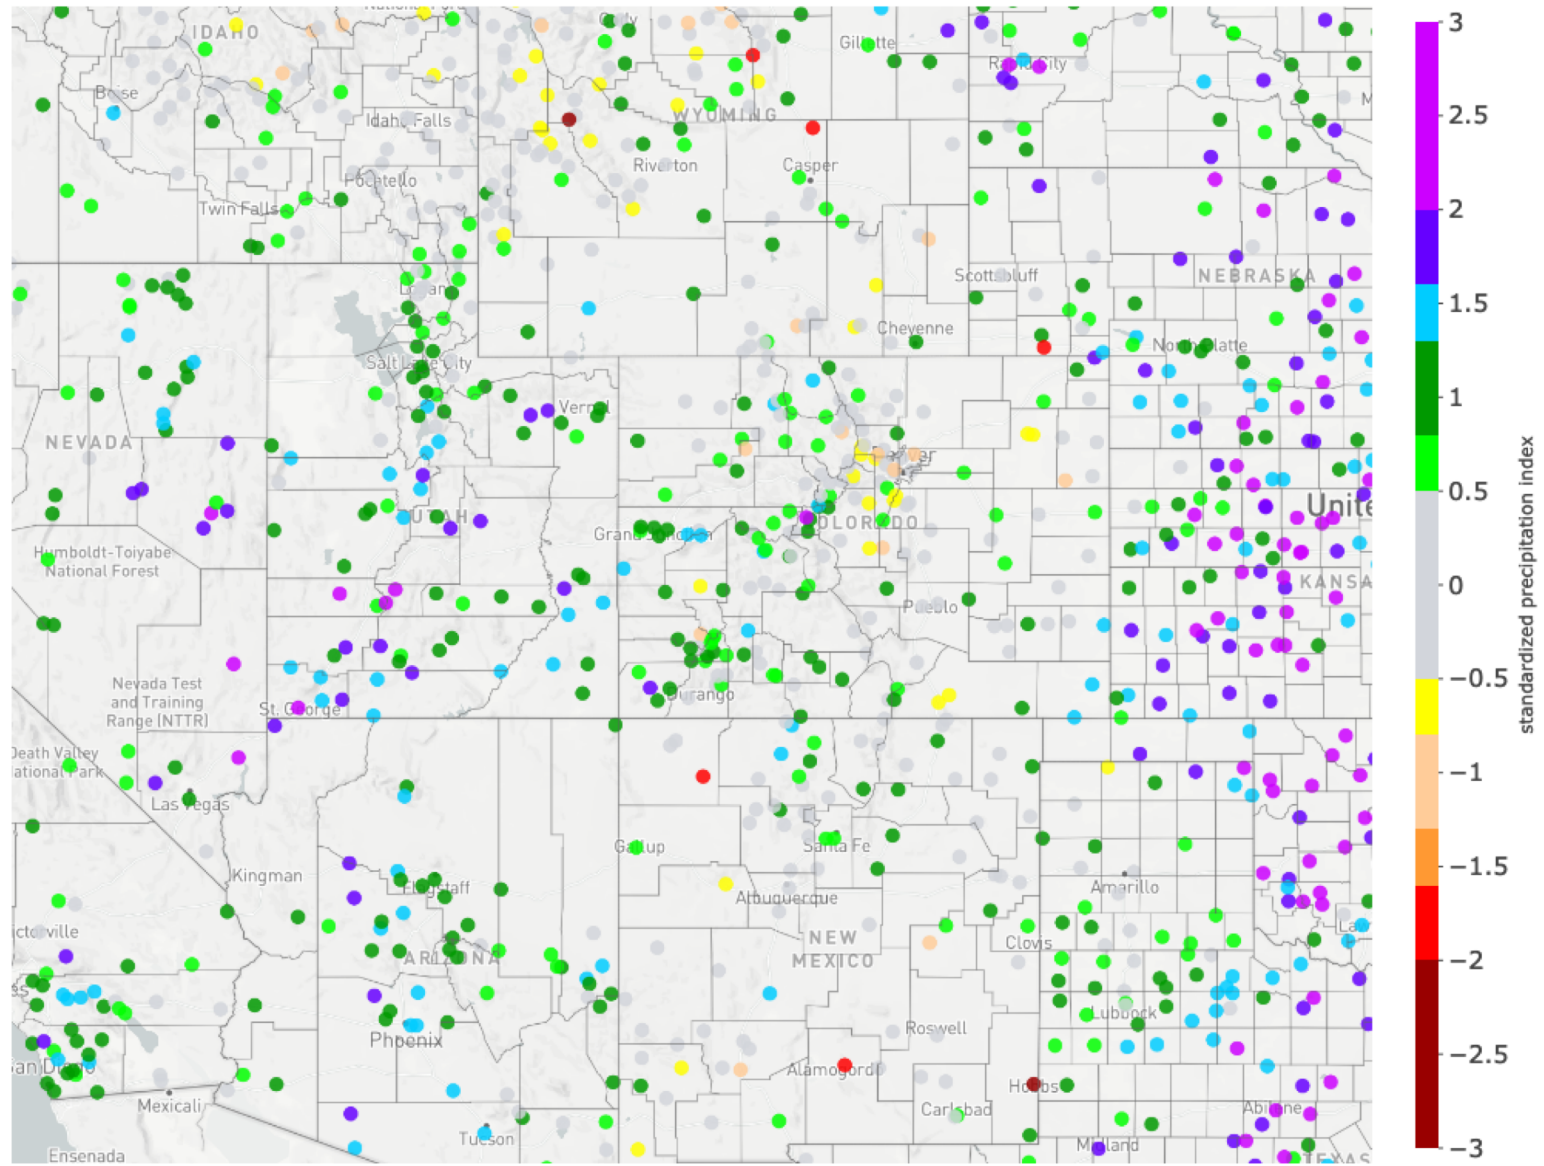 IDAHO
Gillette
Rapid City
Boise
Idaho Falls
WYOMING
Riverton
Casper
Pocatello
Twin Falls
Scottsbluff
NEBRASKA
Logan
Cheyenne
North Platte
Salt Lake City
Vernal
NEVADA
Denver
Unite
UTAH
COLORADO
Grand Junction
Humboldt-Toiyabe
National Forest
KANSA
Pueblo
Nevada Test
and Training
Range (NTTR)
Durango
St. George
Death Valley
ational Park
Las Vegas
Gallup
Santa Fe
Kingman
Amarillo
Flagstaff
Albuquerque
ictorville
NEW
MEXICO
Clovis
ARIZONA
Lubbock
Roswell
Phoenix
San Diego
Alamogordo
Hobbs
Mexicali
Carlsbad
Abilene
Tucson
Midland
Ensenada
TEXAS
3
2.5
2
1.5
1
0.5
0
−0.5
−1
−1.5
−2
−2.5
−3
standardized precipitation index